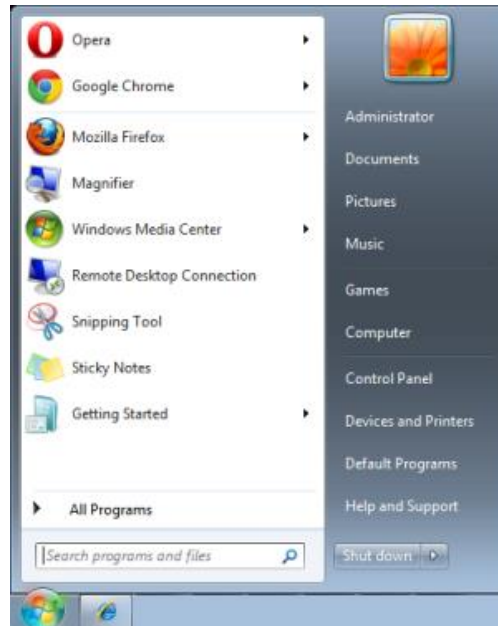 Opera
Google Chrome
Mozilla Firefox
Magnifier
Windows Media Center
Remote Desktop Connection
Snipping Tool
Sticky Notes
Getting Started
All Programs
Search programs and files
Administrator
Documents
Pictures
Music
Games
Computer
Control Panel
Devices and Printers
Default Programs
Help and Support
Shut down